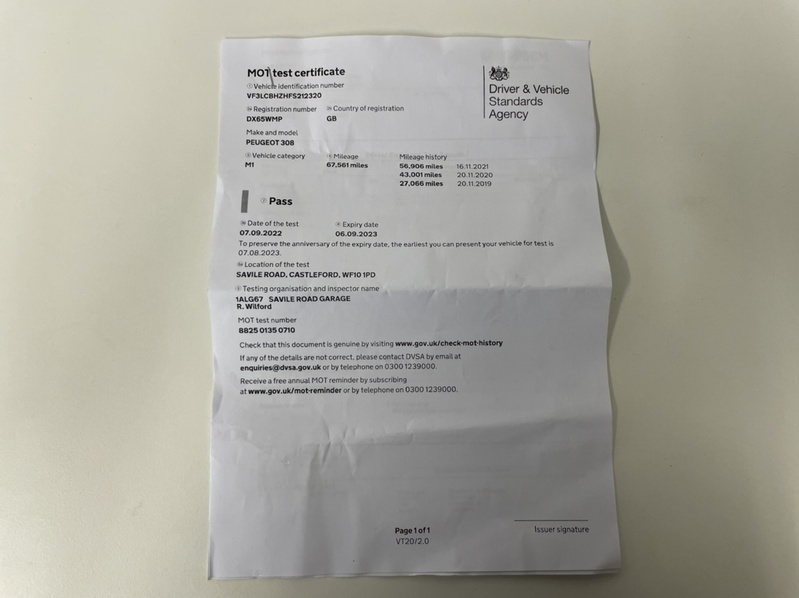 MOT test certificate
Vehicle identification number
VF3LCBHZHFS212320
Registration number Country of registration
DX65WMP GB
Make and model
PEUGEOT 308
Vehicle category Mileage Mileage history
M1 67,561 miles 56,906 miles 16.11.2021
43,001 miles 20.11.2020
27,066 miles 20.11.2019
Pass
Date of the test Expiry date
07.09.2022 06.09.2023
To preserve the anniversary of the expiry date, the earliest you can present your vehicle for test is
07.08.2023.
Location of the test
SAVILE ROAD, CASTLEFORD, WF10 1PD
Testing organisation and inspector name
1ALG67 SAVILE ROAD GARAGE
R. Wilford
MOT test number
8825 0135 0710
Check that this document is genuine by visiting www.gov.uk/check-mot-history
If any of the details are not correct, please contact DVSA by email at
enquiries@dvsa.gov.uk or by telephone on 0300 1239000.
Receive a free annual MOT reminder by subscribing
at www.gov.uk/mot-reminder or by telephone on 0300 1239000.
Driver & Vehicle
Standards
Agency
Page 1 of 1
VT20/2.0
Issuer signature